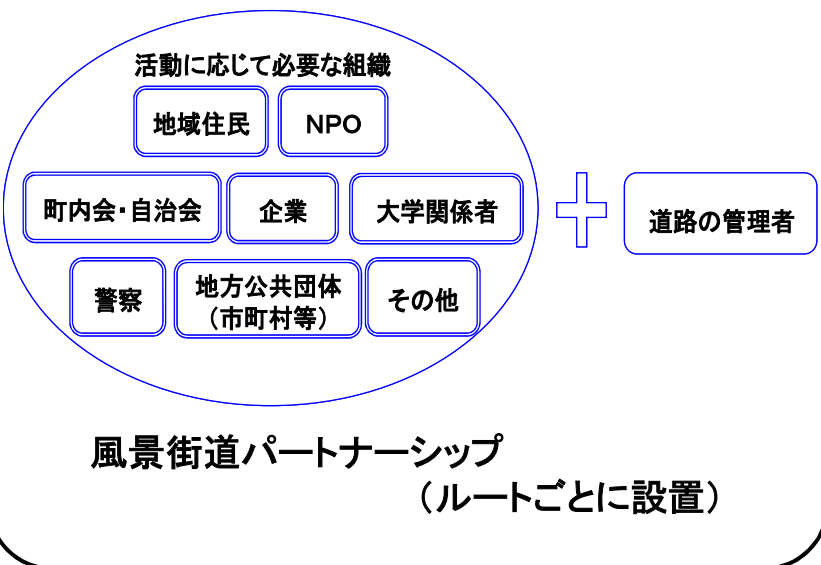 活動に応じて必要な組織
地域住民
NPO
町内会・自治会
企業
大学関係者
道路の管理者
警察
地方公共団体
(市町村等)
その他
風景街道パートナーシップ
(ルートごとに設置)